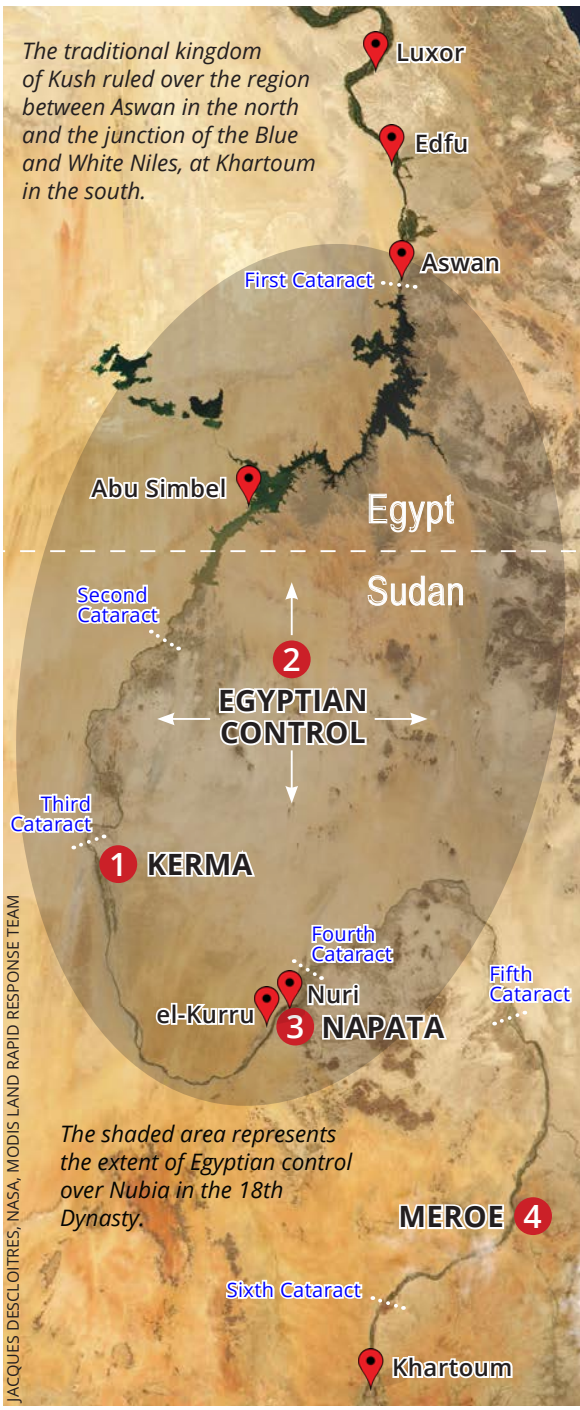 The traditional kingdom
of Kush ruled over the region
between Aswan in the north
and the junction of the Blue
and White Niles, at Khartoum
in the south.
Luxor
Edfu
Aswan
First Cataract
Abu Simbel
Egypt
Sudan
Second
Cataract
2
EGYPTIAN
CONTROL
Third
Cataract
1 KERMA
Fourth
Cataract
Nuri
el-Kurru
3 NAPATA
Fifth
Cataract
The shaded area represents
the extent of Egyptian control
over Nubia in the 18th
Dynasty.
MEROE 4
Sixth Cataract
Khartoum
JACQUES DESCLOITRES, NASA, MODIS LAND RAPID RESPONSE TEAM